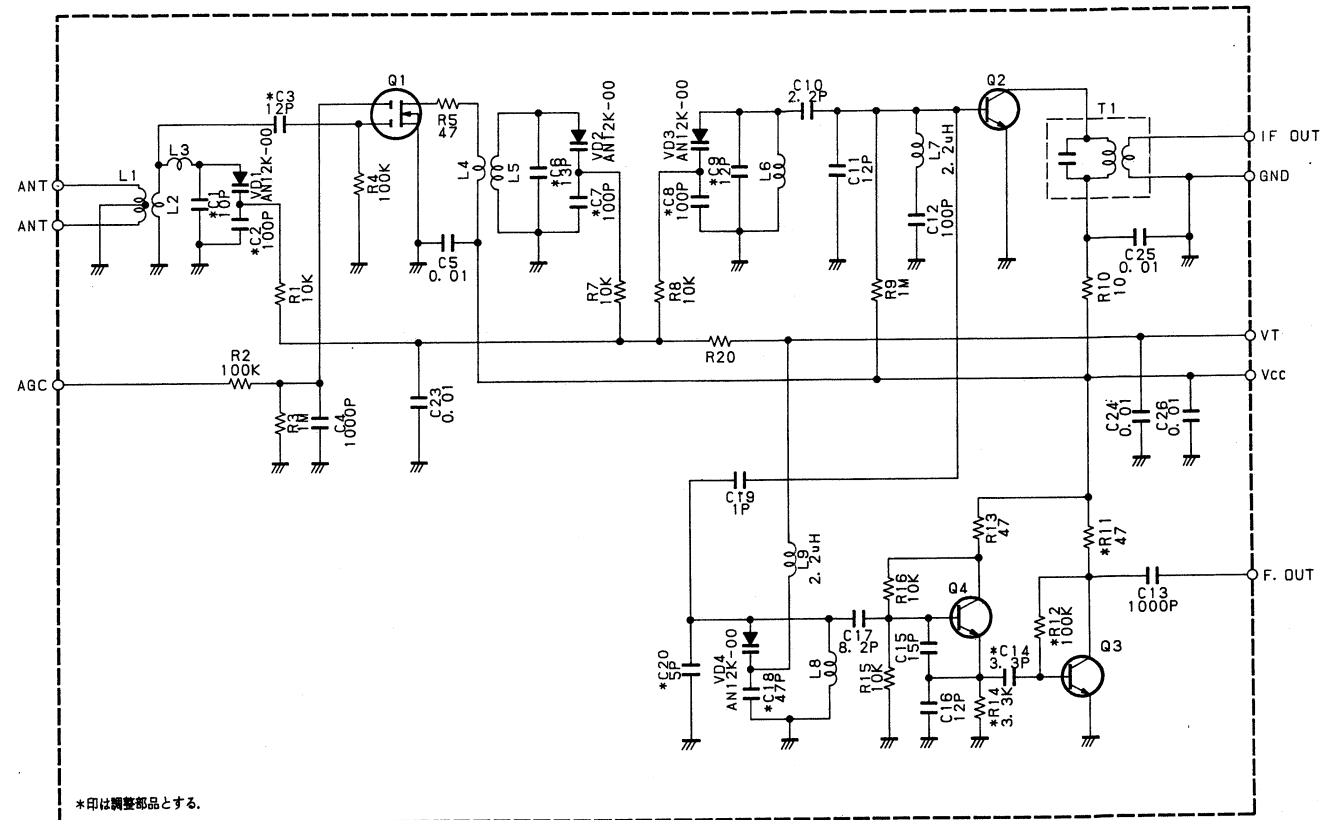 Q1
*C3
12P
R5
47
VD2
AN12K-00
VD3
AN12K-00
C10
2.2P
Q2
T1
IF OUT
GND
L7
2.2uH
L3
L1
ANT
ANT
L2
*C1
10P
VD1
AN12K-00
*C2
100P
R4
100K
L4
L5
*C6
13P
*C7
100P
*C8
100P
*C9
12P
L6
C11
12P
C12
100P
C5
0.01
R1
10K
R7
10K
R8
10K
R9
1M
C25
0.01
R10
10
R20
VT
Vcc
R2
100K
AGC
R3
1M
C4
1000P
C23
0.01
C24
0.01
C26
0.01
C19
1P
R13
47
*R11
47
L9
2.2uH
R16
10K
Q4
C13
1000P
F.OUT
*R12
100K
Q3
*C20
5P
VD4
AN12K-00
*C18
47P
L8
C17
8.2P
R15
10K
C15
15P
C16
12P
*C14
3.3P
*R14
3.3K
*印は調整部品とする.